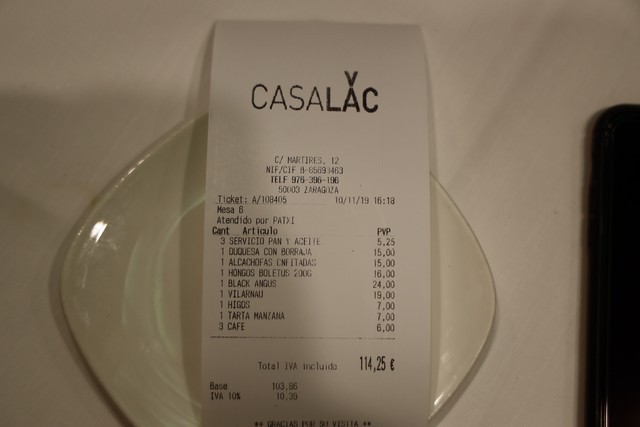 CASALAC
C/ MARTIRES, 12
NIF/CIF B-65693463
TELF 976-396-196
50003 ZARAGOZA
Ticket: A/108405 10/11/19 16:18
Mesa 6
Atendido por PATXI
Cant Articulo PVP
3 SERVICIO PAN Y ACEITE 5,25
1 DUQUESA CON BORRAJA 15,00
1 ALCACHOFAS CNFITADAS 15,00
1 HONGOS BOLETUS 200G 16,00
1 BLACK ANGUS 24,00
1 VILARNAU 19,00
1 HIGOS 7,00
1 TARTA MANZANA 7,00
3 CAFE 6,00
Total IVA incluido 114,25 €
Base 103,86
IVA 10% 10.39
** GRACIAS POR SU VISITA **